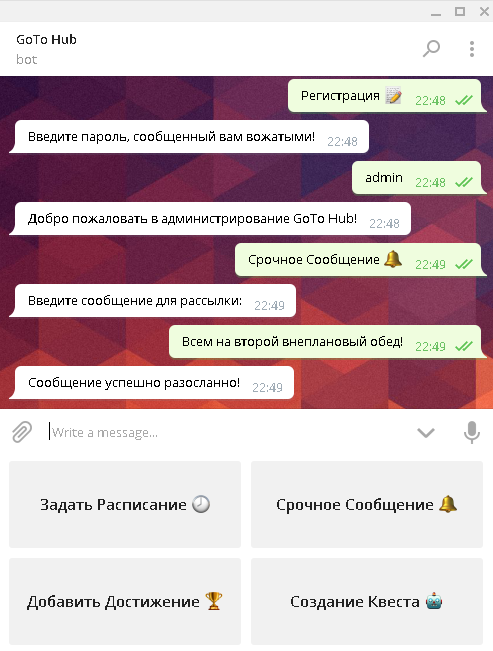 GoTo Hub
bot
Регистрация 📝 22:48
Введите пароль, сообщенный вам вожатыми! 22:48
admin 22:48
Добро пожаловать в администрирование GoTo Hub! 22:48
Срочное Сообщение 🔔 22:49
Введите сообщение для рассылки: 22:49
Всем на второй внеплановый обед! 22:49
Сообщение успешно разосланно! 22:49
Write a message...
Задать Расписание 🕗 Срочное Сообщение 🔔
Добавить Достижение 🏆 Создание Квеста 🤖